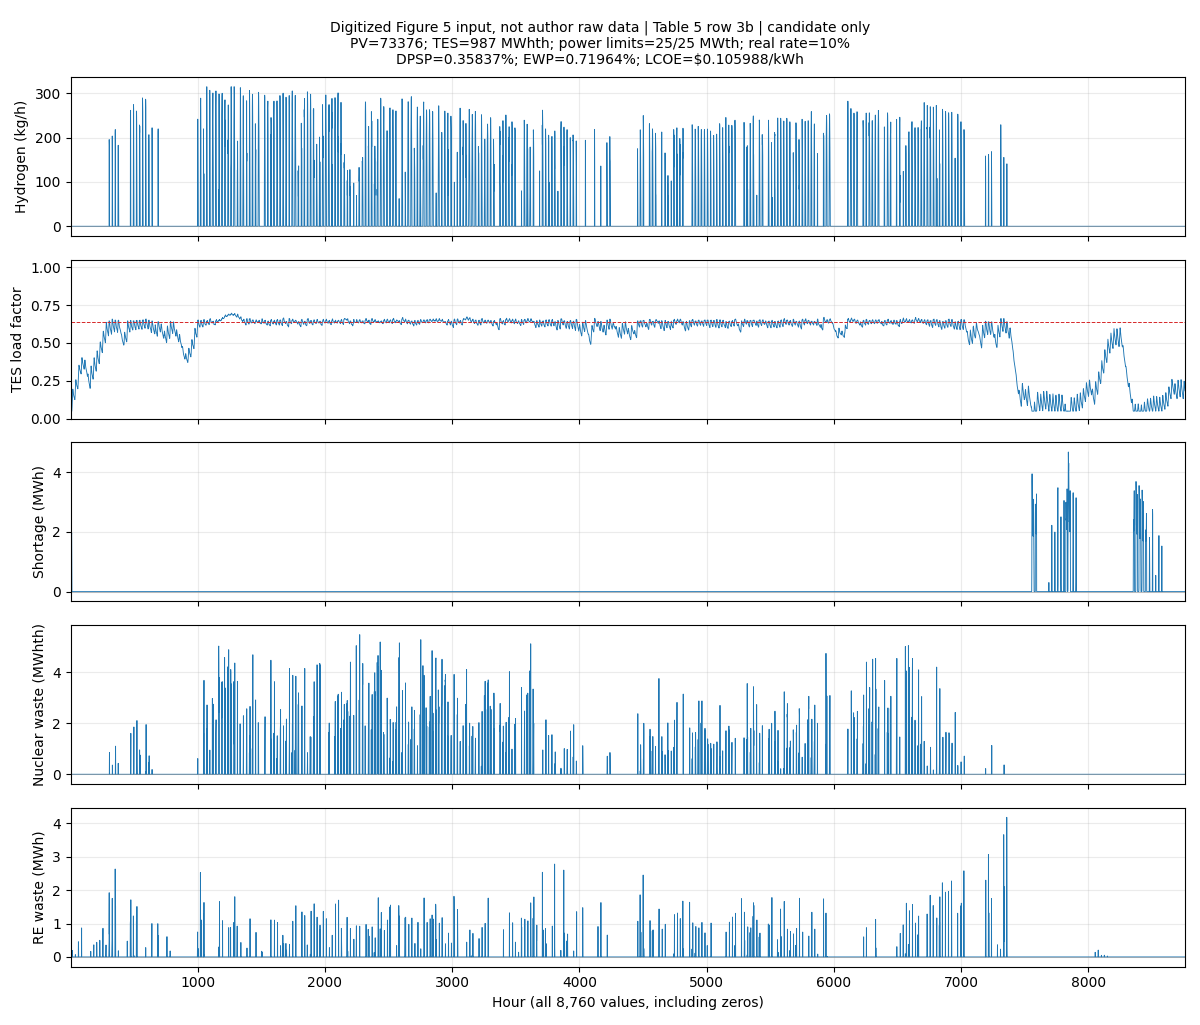 Digitized Figure 5 input, not author raw data | Table 5 row 3b | candidate only
PV=73376; TES=987 MWhth; power limits=25/25 MWth; real rate=10%
DPSP=0.35837%; EWP=0.71964%; LCOE=$0.105988/kWh
Hydrogen (kg/h)
300
200
100
0
TES load factor
1.00
0.75
0.50
0.25
0.00
Shortage (MWh)
4
2
0
Nuclear waste (MWhth)
4
2
0
RE waste (MWh)
4
3
2
1
0
1000 2000 3000 4000 5000 6000 7000 8000
Hour (all 8,760 values, including zeros)